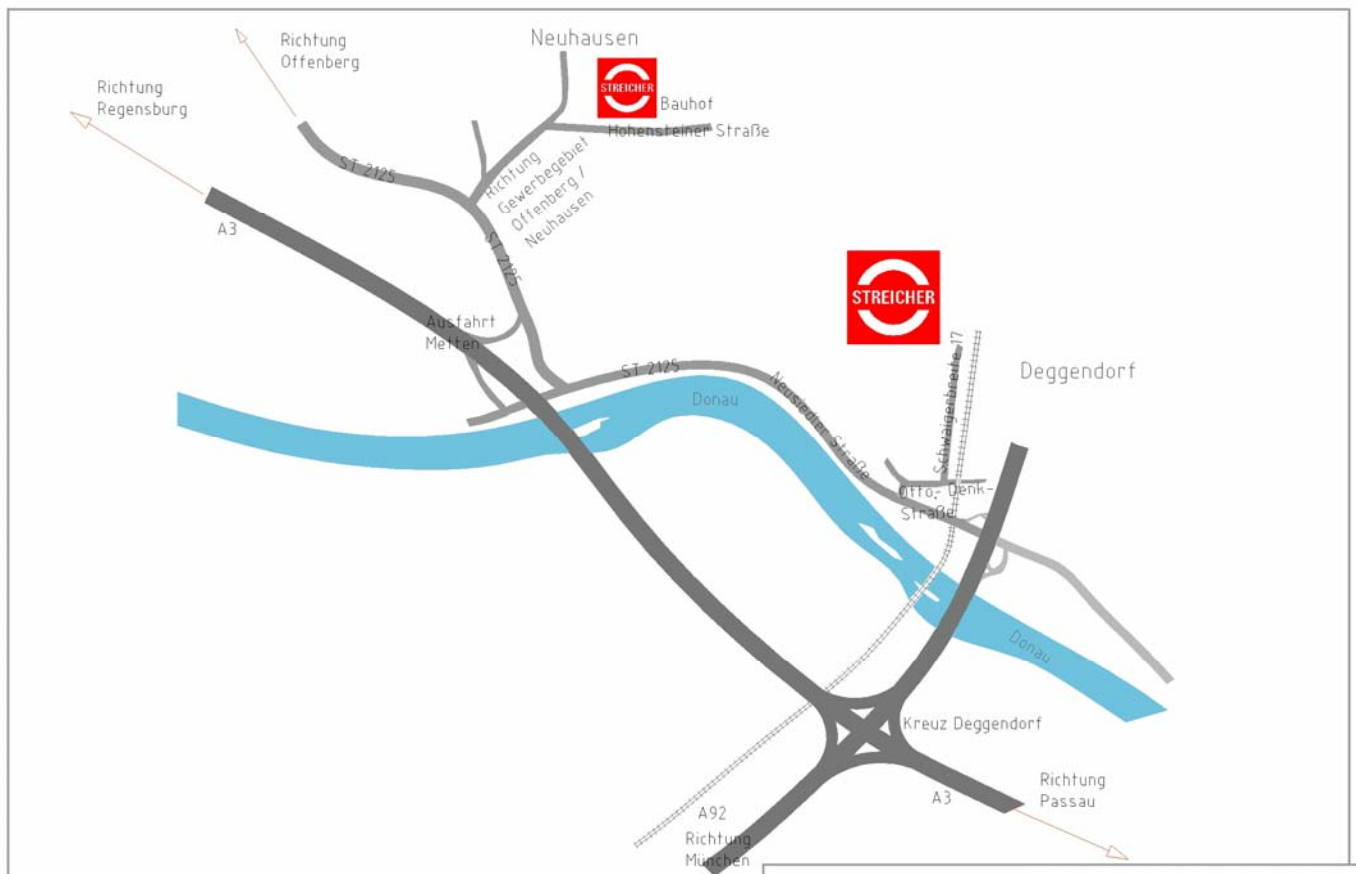 Richtung
Offenberg
Neuhausen
Richtung
Regensburg
STREICHER
Bauhof
Hohensteiner Straße
ST 2125
Richtung
Gewerbegebiet
Offenberg /
Neuhausen
A3
ST 2125
STREICHER
Ausfahrt
Metten
ST 2125
Donau
Neusiedler Straße
Schwaigerbreite 17
Deggendorf
Otto.- Denk-
Straße
Donau
Kreuz Deggendorf
Richtung
Passau
A3
A92
Richtung
München